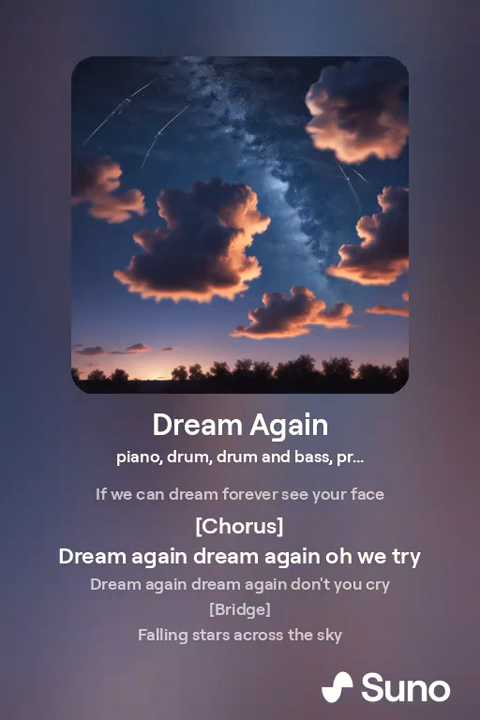 Dream Again
piano, drum, drum and bass, pr...
If we can dream forever see your face
[Chorus]
Dream again dream again oh we try
Dream again dream again don't you cry
[Bridge]
Falling stars across the sky
Suno